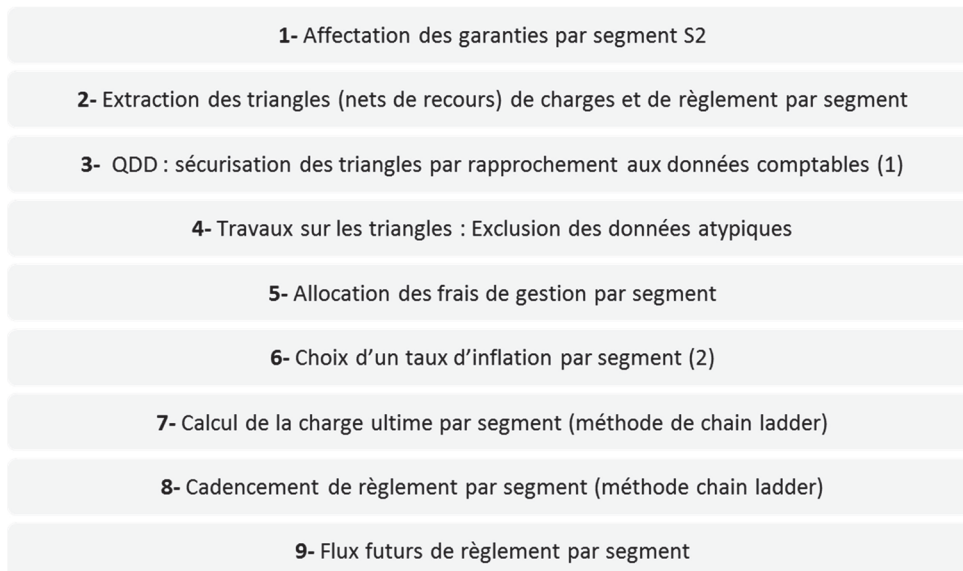 1- Affectation des garanties par segment S2
2- Extraction des triangles (nets de recours) de charges et de règlement par segment
3- QDD : sécurisation des triangles par rapprochement aux données comptables (1)
4- Travaux sur les triangles : Exclusion des données atypiques
5- Allocation des frais de gestion par segment
6- Choix d'un taux d'inflation par segment (2)
7- Calcul de la charge ultime par segment (méthode de chain ladder)
8- Cadencement de règlement par segment (méthode chain ladder)
9- Flux futurs de règlement par segment